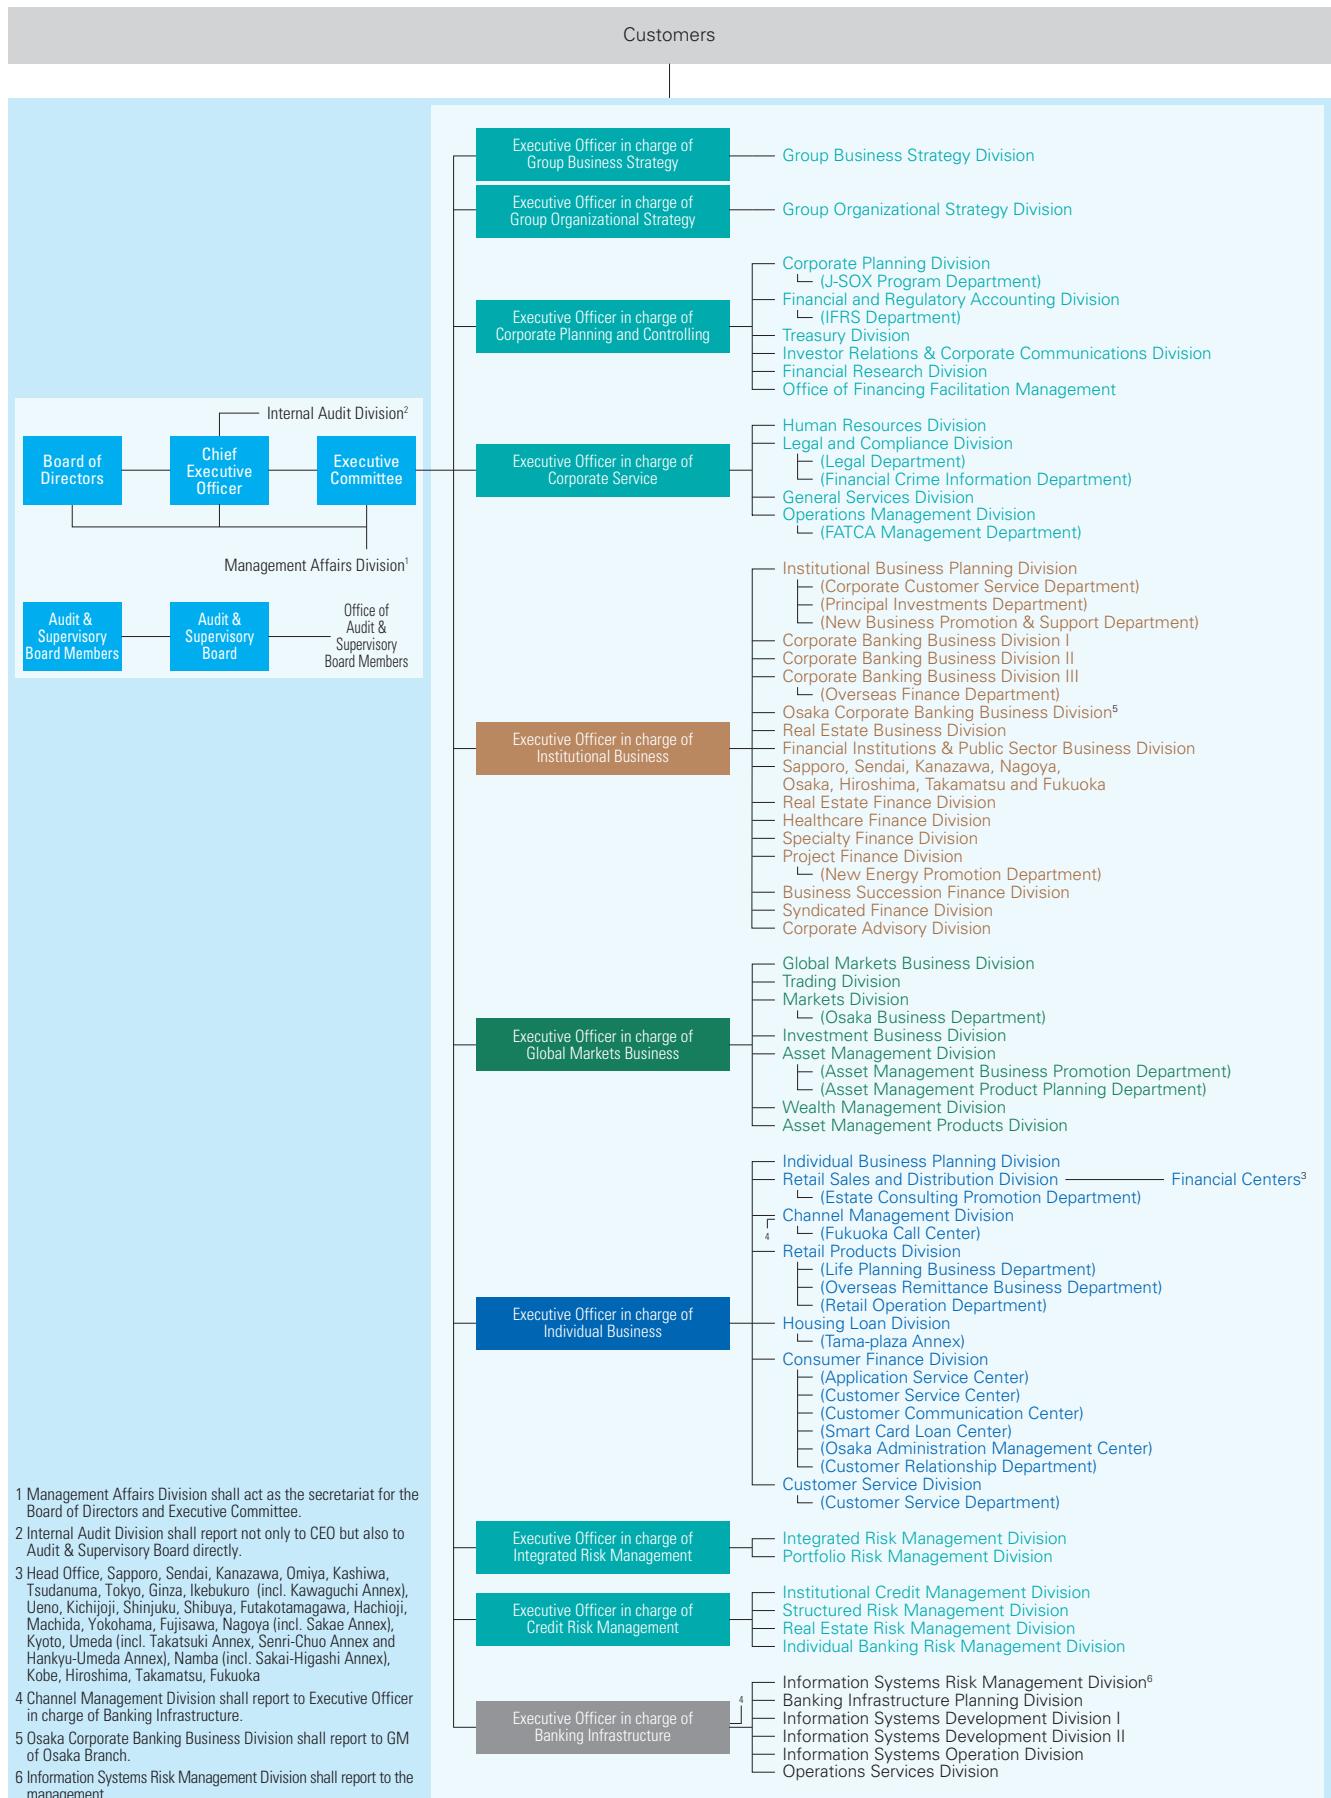 Customers
Executive Officer in charge of
Group Business Strategy
Group Business Strategy Division
Executive Officer in charge of
Group Organizational Strategy
Group Organizational Strategy Division
Executive Officer in charge of
Corporate Planning and Controlling
Corporate Planning Division
(J-SOX Program Department)
Financial and Regulatory Accounting Division
(IFRS Department)
Treasury Division
Investor Relations & Corporate Communications Division
Financial Research Division
Office of Financing Facilitation Management
Internal Audit Division2
Board of
Directors
Chief
Executive
Officer
Executive
Committee
Management Affairs Division1
Audit &
Supervisory
Board Members
Audit &
Supervisory
Board
Office of
Audit &
Supervisory
Board Members
Executive Officer in charge of
Corporate Service
Human Resources Division
Legal and Compliance Division
(Legal Department)
(Financial Crime Information Department)
General Services Division
Operations Management Division
(FATCA Management Department)
Executive Officer in charge of
Institutional Business
Institutional Business Planning Division
(Corporate Customer Service Department)
(Principal Investments Department)
(New Business Promotion & Support Department)
Corporate Banking Business Division I
Corporate Banking Business Division II
Corporate Banking Business Division III
(Overseas Finance Department)
Osaka Corporate Banking Business Division5
Real Estate Business Division
Financial Institutions & Public Sector Business Division
Sapporo, Sendai, Kanazawa, Nagoya,
Osaka, Hiroshima, Takamatsu and Fukuoka
Real Estate Finance Division
Healthcare Finance Division
Specialty Finance Division
Project Finance Division
(New Energy Promotion Department)
Business Succession Finance Division
Syndicated Finance Division
Corporate Advisory Division
Executive Officer in charge of
Global Markets Business
Global Markets Business Division
Trading Division
Markets Division
(Osaka Business Department)
Investment Business Division
Asset Management Division
(Asset Management Business Promotion Department)
(Asset Management Product Planning Department)
Wealth Management Division
Asset Management Products Division
Executive Officer in charge of
Individual Business
Individual Business Planning Division
Retail Sales and Distribution Division
Financial Centers3
(Estate Consulting Promotion Department)
Channel Management Division
4
(Fukuoka Call Center)
Retail Products Division
(Life Planning Business Department)
(Overseas Remittance Business Department)
(Retail Operation Department)
Housing Loan Division
(Tama-plaza Annex)
Consumer Finance Division
(Application Service Center)
(Customer Service Center)
(Customer Communication Center)
(Smart Card Loan Center)
(Osaka Administration Management Center)
(Customer Relationship Department)
Customer Service Division
(Customer Service Department)
Executive Officer in charge of
Integrated Risk Management
Integrated Risk Management Division
Portfolio Risk Management Division
Executive Officer in charge of
Credit Risk Management
Institutional Credit Management Division
Structured Risk Management Division
Real Estate Risk Management Division
Individual Banking Risk Management Division
Executive Officer in charge of
Banking Infrastructure
4
Information Systems Risk Management Division6
Banking Infrastructure Planning Division
Information Systems Development Division I
Information Systems Development Division II
Information Systems Operation Division
Operations Services Division
1 Management Affairs Division shall act as the secretariat for the
Board of Directors and Executive Committee.
2 Internal Audit Division shall report not only to CEO but also to
Audit & Supervisory Board directly.
3 Head Office, Sapporo, Sendai, Kanazawa, Omiya, Kashiwa,
Tsudanuma, Tokyo, Ginza, Ikebukuro (incl. Kawaguchi Annex),
Ueno, Kichijoji, Shinjuku, Shibuya, Futakotamagawa, Hachioji,
Machida, Yokohama, Fujisawa, Nagoya (incl. Sakae Annex),
Kyoto, Umeda (incl. Takatsuki Annex, Senri-Chuo Annex and
Hankyu-Umeda Annex), Namba (incl. Sakai-Higashi Annex),
Kobe, Hiroshima, Takamatsu, Fukuoka
4 Channel Management Division shall report to Executive Officer
in charge of Banking Infrastructure.
5 Osaka Corporate Banking Business Division shall report to GM
of Osaka Branch.
6 Information Systems Risk Management Division shall report to the
management